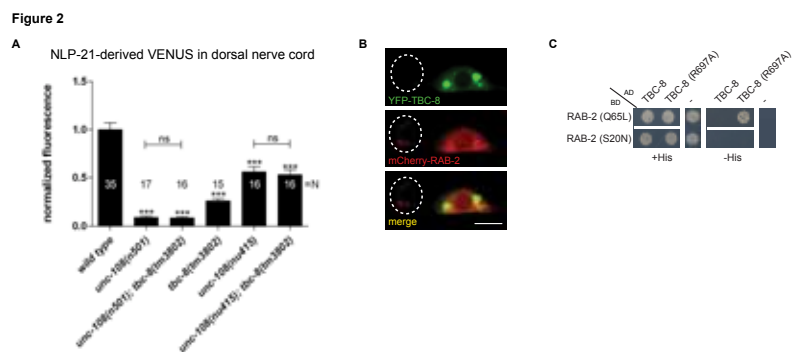 Figure 2
A
NLP-21-derived VENUS in dorsal nerve cord
normalized fluorescence
1.5
1.0
0.5
0.0
35
17
16
15
16
16
=N
ns
ns
***
***
***
***
***
wild type
unc-108(n501)
unc-108(n501); tbc-8(tm3802)
tbc-8(tm3802)
unc-108(nu415)
unc-108(nu415); tbc-8(tm3802)
B
YFP-TBC-8
mCherry-RAB-2
merge
C
AD
BD
TBC-8
TBC-8 (R697A)
-
TBC-8
TBC-8 (R697A)
-
RAB-2 (Q65L)
RAB-2 (S20N)
+His
-His